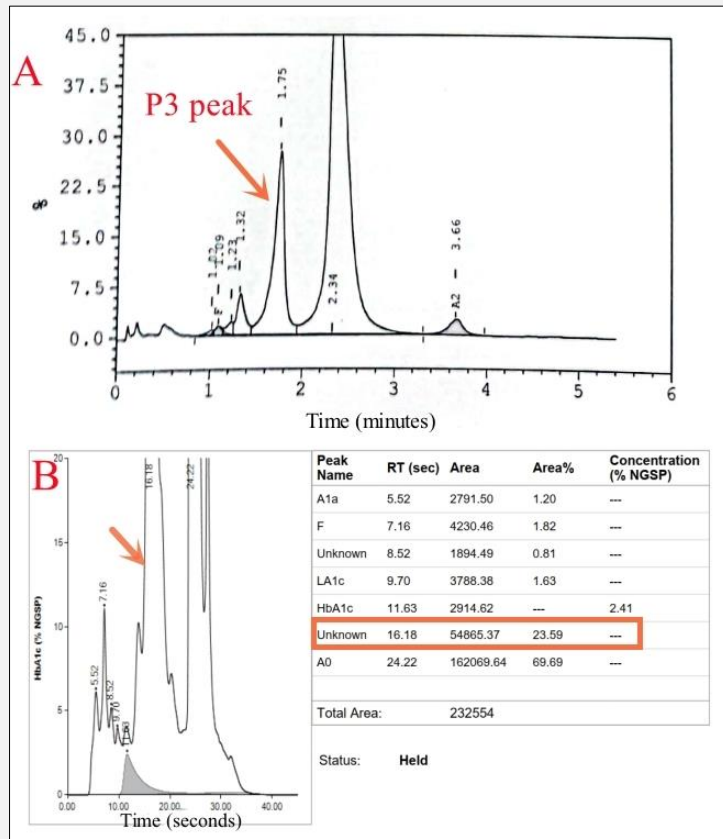 A
P3 peak
45.0
37.5
30.0
22.5
15.0
7.5
0.0
%
1.02
1.09
F
1.23
1.32
1.75
2.34
A2
3.66
0 1 2 3 4 5 6
Time (minutes)
B
HbA1c (% NGSP)
20
15
10
5
0
5.52
7.16
8.52
9.70
11.63
16.18
24.22
0.00 10.00 20.00 30.00 40.00
Time (seconds)
Peak Name RT (sec) Area Area% Concentration (% NGSP)
A1a 5.52 2791.50 1.20 ---
F 7.16 4230.46 1.82 ---
Unknown 8.52 1894.49 0.81 ---
LA1c 9.70 3788.38 1.63 ---
HbA1c 11.63 2914.62 --- 2.41
Unknown 16.18 54865.37 23.59 ---
A0 24.22 162069.64 69.69 ---
Total Area: 232554
Status: Held